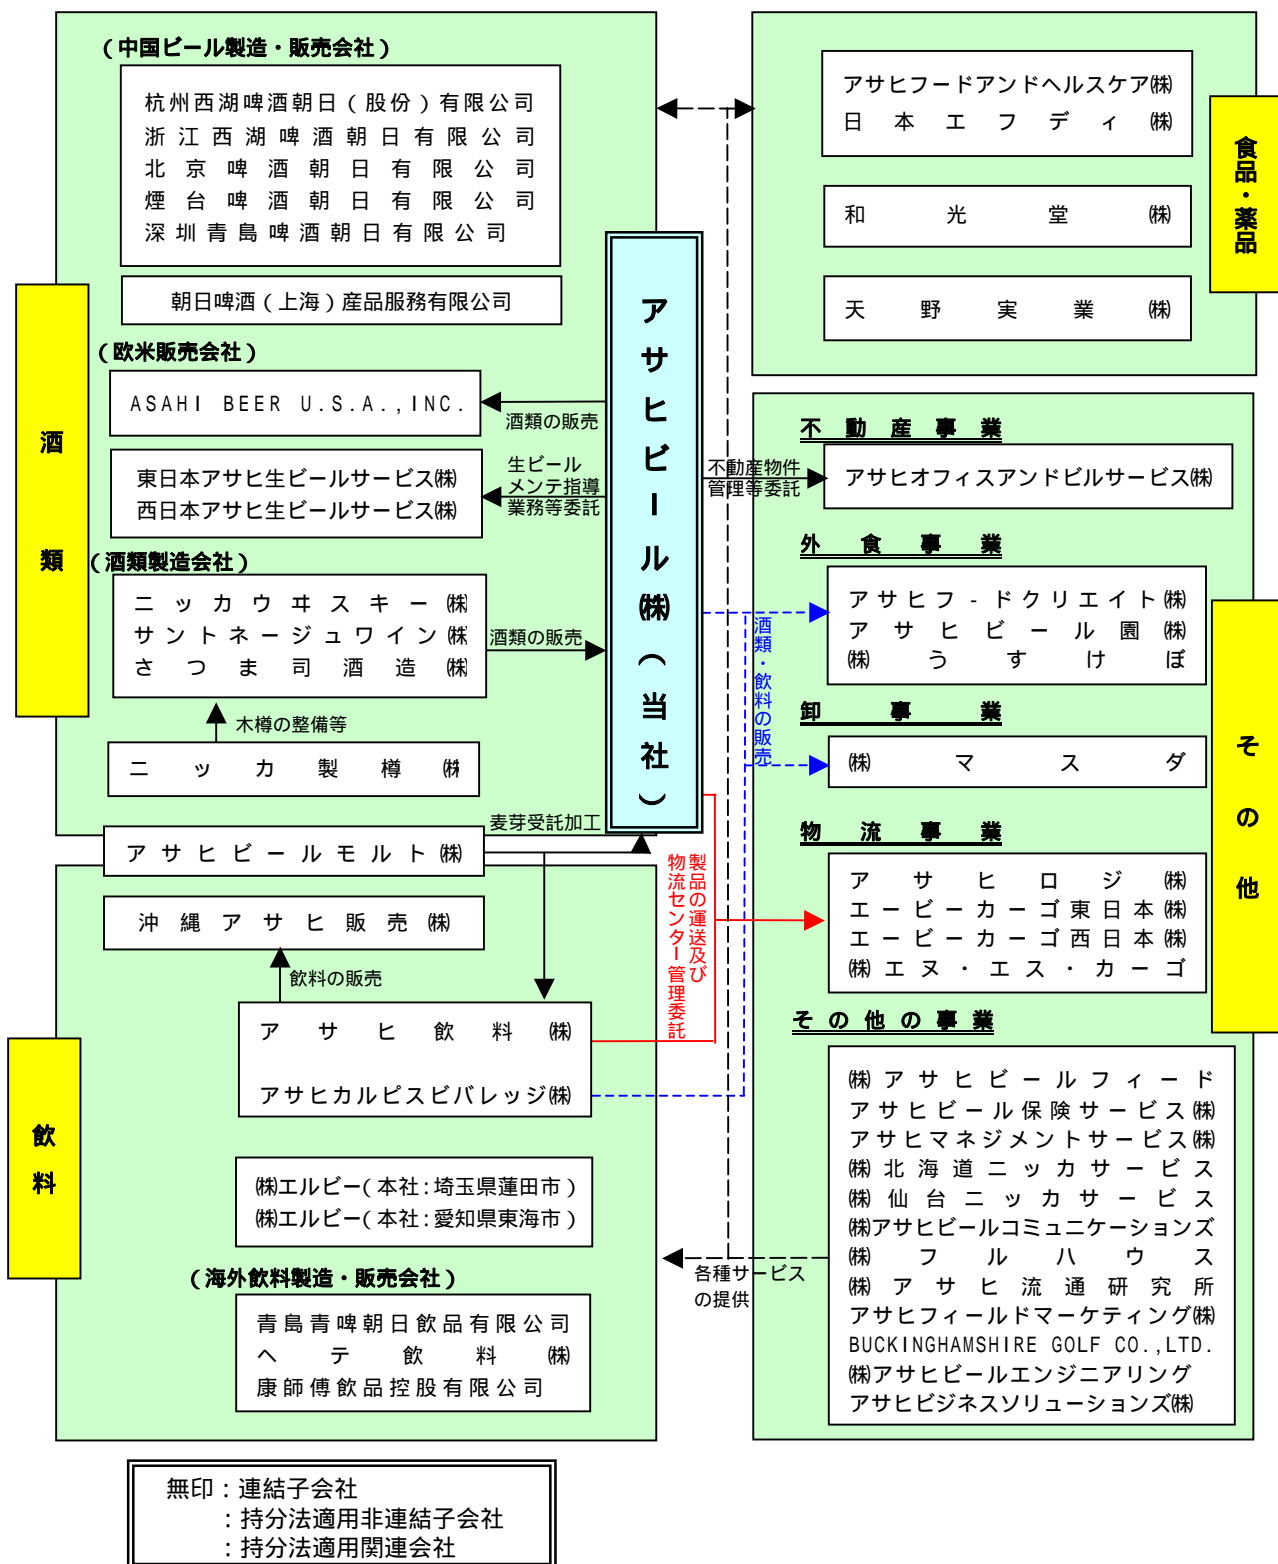 (中国ビール製造・販売会社)
杭州西湖啤酒朝日(股份)有限公司
浙江西湖啤酒朝日有限公司
北京啤酒朝日有限公司
煙台啤酒朝日有限公司
深圳青島啤酒朝日有限公司
朝日啤酒(上海)産品服務有限公司
(欧米販売会社)
ASAHI BEER U.S.A.,INC.
酒類の販売
東日本アサヒ生ビールサービス㈱
西日本アサヒ生ビールサービス㈱
生ビール
メンテ指導
業務等委託
(酒類製造会社)
ニッカウヰスキー㈱
サントネージュワイン㈱
さつま司酒造㈱
酒類の販売
木樽の整備等
ニッカ製樽㈱
アサヒビールモルト㈱
麦芽受託加工
酒類
アサヒビール㈱(当社)
沖縄アサヒ販売㈱
飲料の販売
アサヒ飲料㈱
アサヒカルピスビバレッジ㈱
㈱エルビー(本社:埼玉県蓮田市)
㈱エルビー(本社:愛知県東海市)
(海外飲料製造・販売会社)
青島青啤朝日飲品有限公司
ヘテ飲料㈱
康師傅飲品控股有限公司
飲料
アサヒフードアンドヘルスケア㈱
日本エフディ㈱
和光堂㈱
天野実業㈱
食品・薬品
不動産事業
不動産物件
管理等委託
アサヒオフィスアンドビルサービス㈱
外食事業
アサヒフ-ドクリエイト㈱
アサヒビール園㈱
㈱うすけぼ
酒類・飲料の販売
卸事業
㈱マスダ
物流事業
アサヒロジ㈱
エービーカーゴ東日本㈱
エービーカーゴ西日本㈱
㈱エヌ・エス・カーゴ
製品の運送及び
物流センター管理委託
その他の事業
㈱アサヒビールフィード
アサヒビール保険サービス㈱
アサヒマネジメントサービス㈱
㈱北海道ニッカサービス
㈱仙台ニッカサービス
㈱アサヒビールコミュニケーションズ
㈱フルハウス
㈱アサヒ流通研究所
アサヒフィールドマーケティング㈱
BUCKINGHAMSHIRE GOLF CO.,LTD.
㈱アサヒビールエンジニアリング
アサヒビジネスソリューションズ㈱
各種サービス
の提供
その他
無印:連結子会社
:持分法適用非連結子会社
:持分法適用関連会社